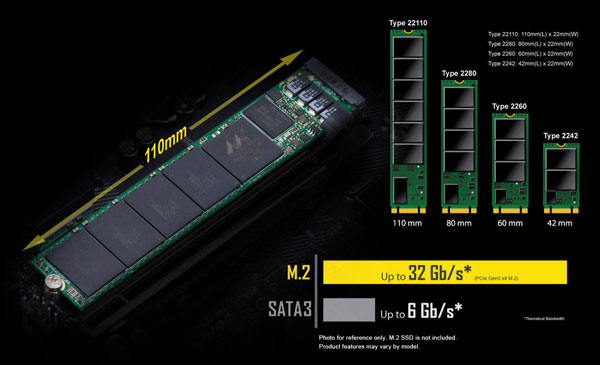 110mm
Type 22110
Type 22110: 110mm(L) x 22mm(W)
Type 2280: 80mm(L) x 22mm(W)
Type 2260: 60mm(L) x 22mm(W)
Type 2242: 42mm(L) x 22mm(W)
Type 2280
Type 2260
Type 2242
110 mm
80 mm
60 mm
42 mm
M.2
Up to 32 Gb/s* (PCIe Gen3 x4 M.2)
SATA3
Up to 6 Gb/s*
*Theoretical Bandwidth
Photo for reference only. M.2 SSD is not included.
Product features may vary by model.